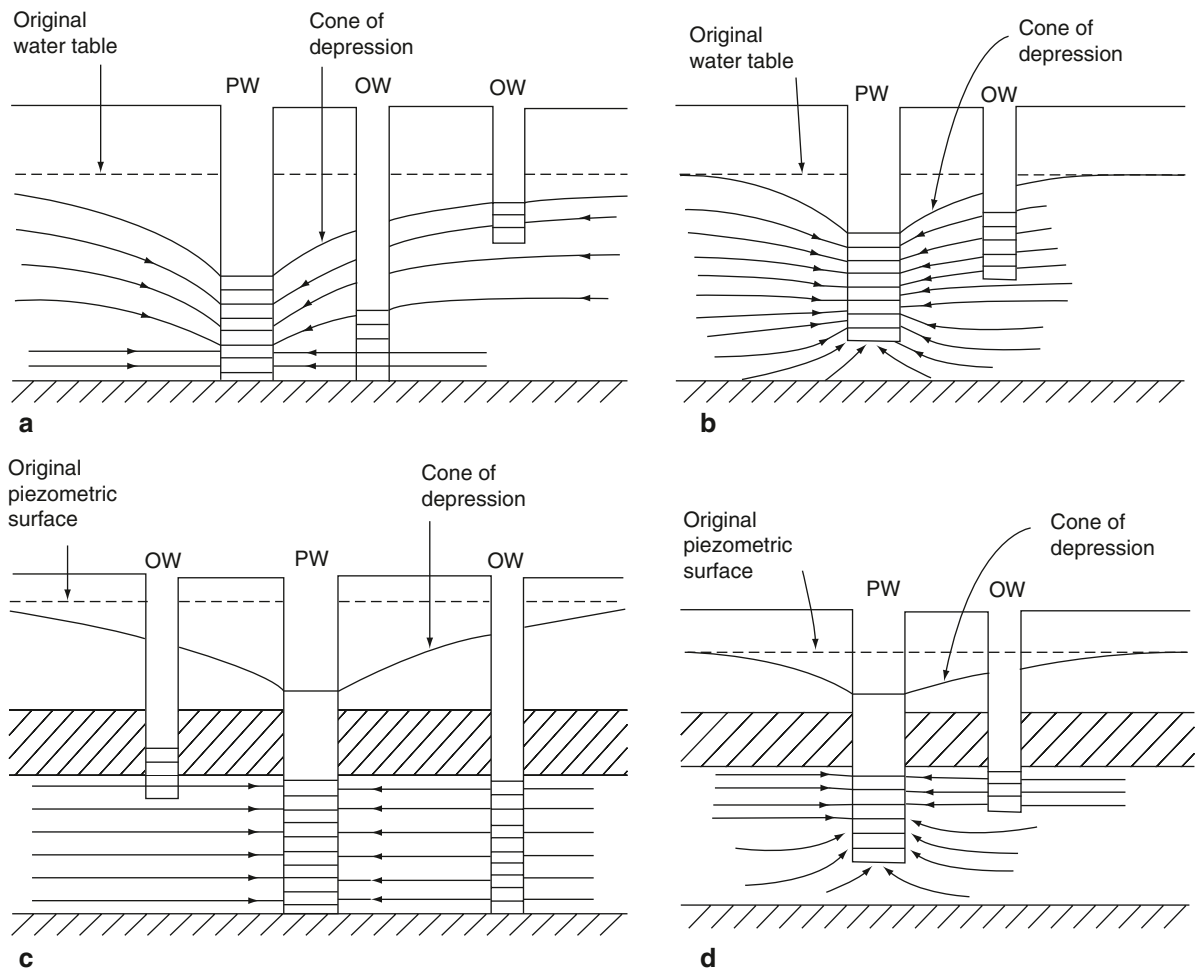 Original
water table
Cone of
depression
PW
OW
OW
a
Original
water table
Cone of
depression
PW
OW
b
Original
piezometric
surface
Cone of
depression
OW
PW
OW
c
Original
piezometric
surface
Cone of
depression
PW
OW
d